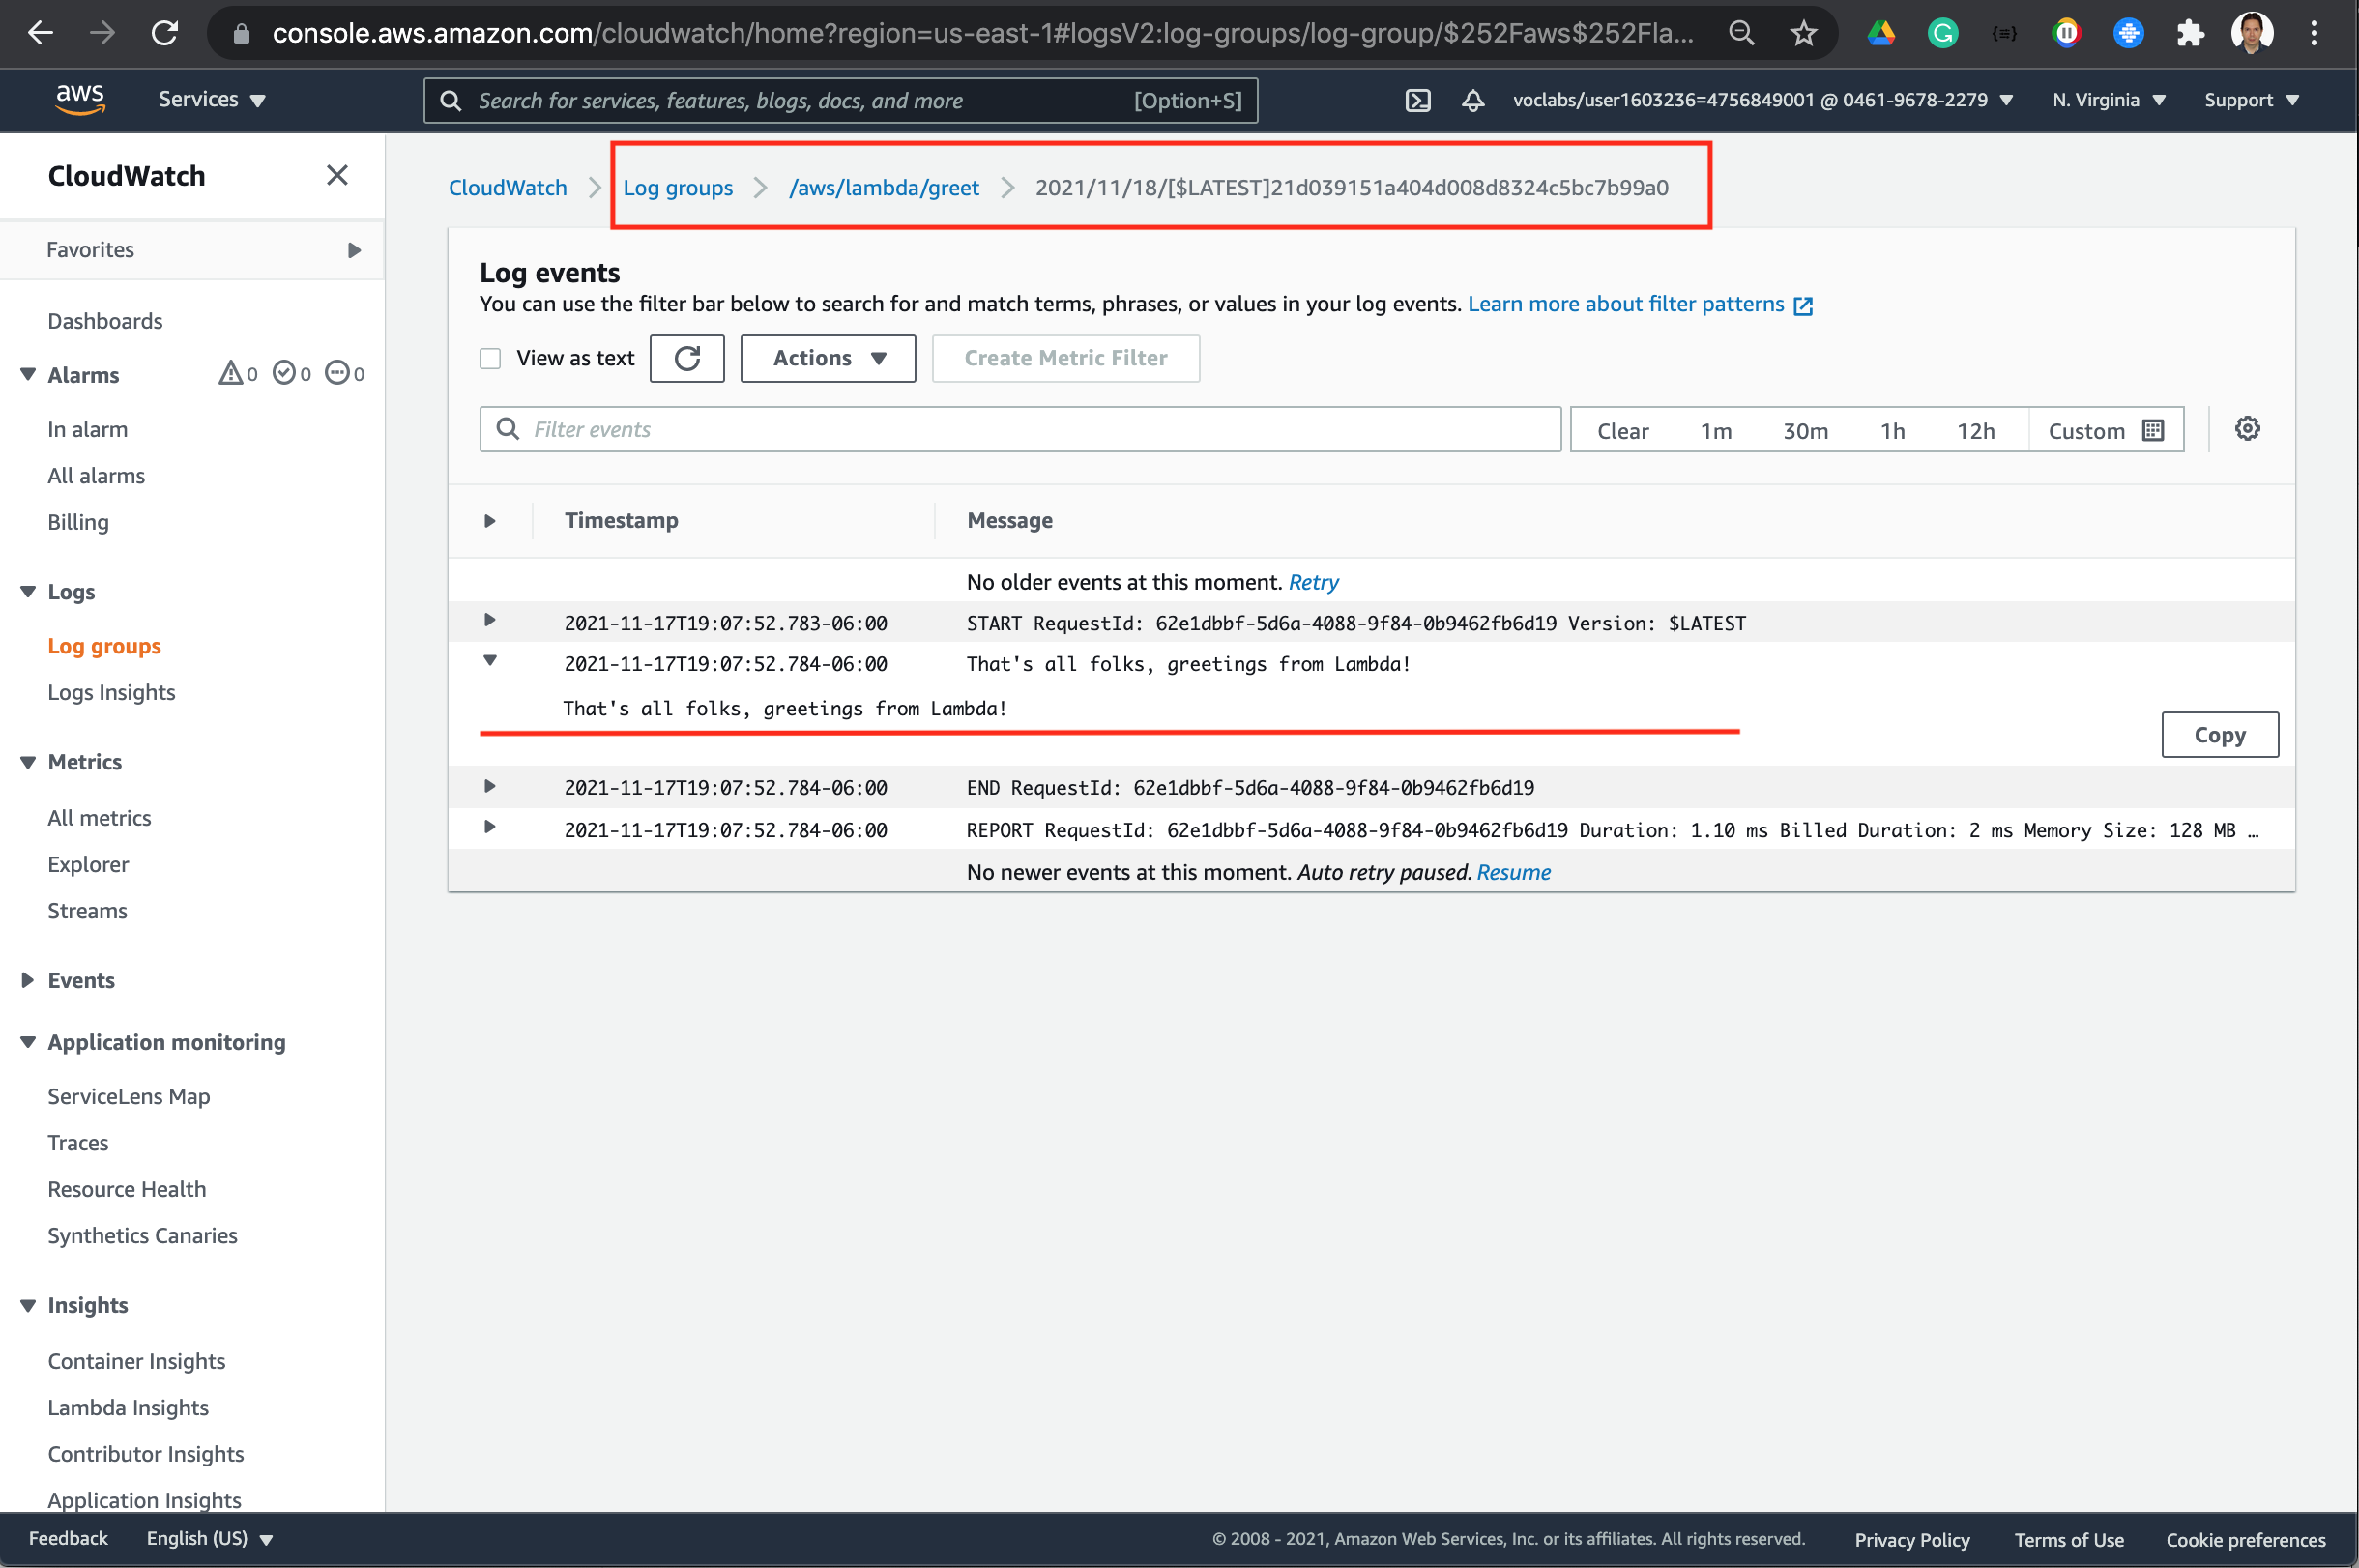 console.aws.amazon.com/cloudwatch/home?region=us-east-1#logsV2:log-groups/log-group/$252Faws$252Fla...
aws Services Search for services, features, blogs, docs, and more [Option+S] voclabs/user1603236=4756849001 @ 0461-9678-2279 N. Virginia Support
CloudWatch
Favorites
Dashboards
Alarms 0 0 0
In alarm
All alarms
Billing
Logs
Log groups
Logs Insights
Metrics
All metrics
Explorer
Streams
Events
Application monitoring
ServiceLens Map
Traces
Resource Health
Synthetics Canaries
Insights
Container Insights
Lambda Insights
Contributor Insights
Application Insights
CloudWatch Log groups /aws/lambda/greet 2021/11/18/[$LATEST]21d039151a404d008d8324c5bc7b99a0
Log events
You can use the filter bar below to search for and match terms, phrases, or values in your log events. Learn more about filter patterns
View as text Actions Create Metric Filter
Filter events Clear 1m 30m 1h 12h Custom
Timestamp Message
No older events at this moment. Retry
2021-11-17T19:07:52.783-06:00 START RequestId: 62e1dbbf-5d6a-4088-9f84-0b9462fb6d19 Version: $LATEST
2021-11-17T19:07:52.784-06:00 That's all folks, greetings from Lambda!
That's all folks, greetings from Lambda!
Copy
2021-11-17T19:07:52.784-06:00 END RequestId: 62e1dbbf-5d6a-4088-9f84-0b9462fb6d19
2021-11-17T19:07:52.784-06:00 REPORT RequestId: 62e1dbbf-5d6a-4088-9f84-0b9462fb6d19 Duration: 1.10 ms Billed Duration: 2 ms Memory Size: 128 MB …
No newer events at this moment. Auto retry paused. Resume
Feedback English (US) © 2008 - 2021, Amazon Web Services, Inc. or its affiliates. All rights reserved. Privacy Policy Terms of Use Cookie preferences